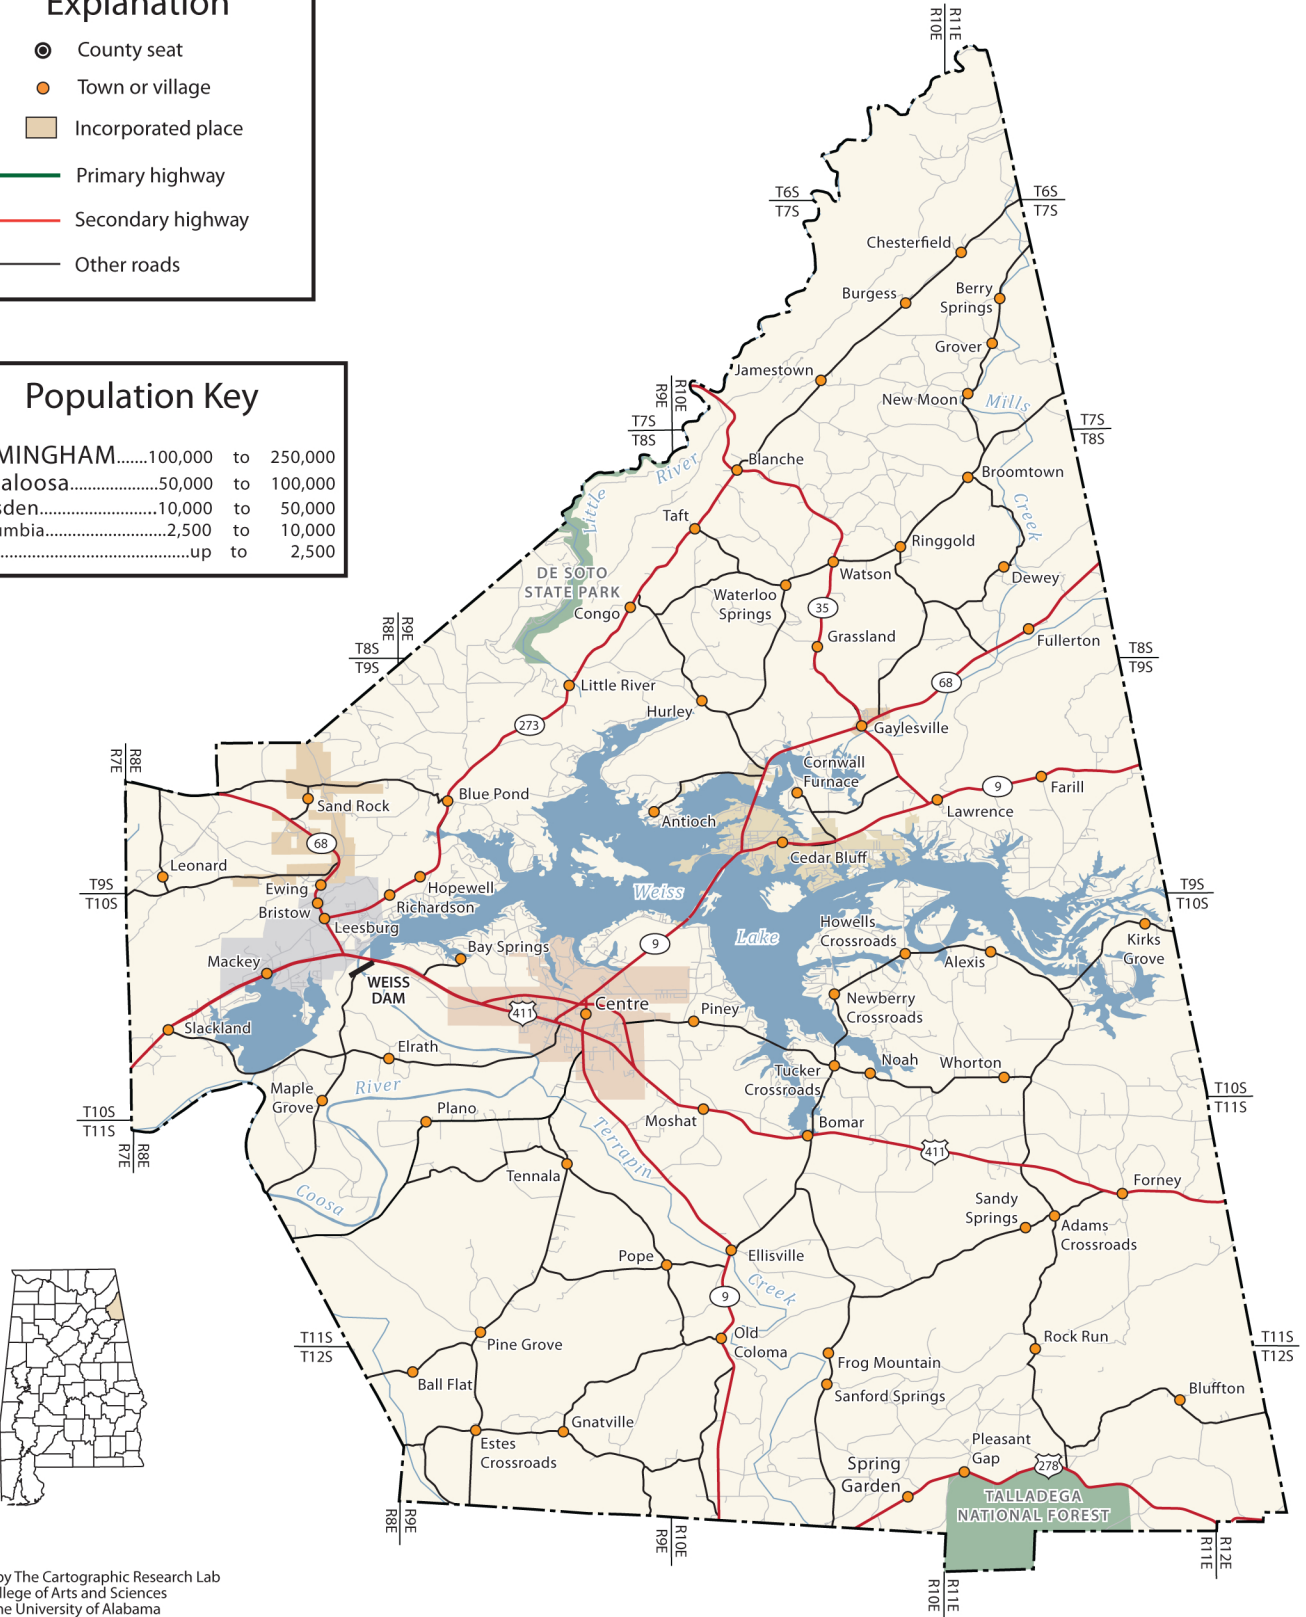 Explanation
County seat
Town or village
Incorporated place
Primary highway
Secondary highway
Other roads
Population Key
MINGHAM.......100,000 to 250,000
aloosa.....................50,000 to 100,000
sden...........................10,000 to 50,000
umbia..............................2,500 to 10,000
..........................................up to 2,500
R10E
R11E
T6S
T7S
T6S
T7S
Chesterfield
Burgess
Berry
Springs
Grover
Jamestown
New Moon
Mills
R9E
R10E
T7S
T8S
T7S
T8S
Blanche
River
Broomtown
Little
Creek
Taft
Ringgold
Watson
Dewey
DE SOTO
STATE PARK
Waterloo
Springs
Congo
35
Grassland
Fullerton
R8E
R9E
T8S
T9S
T8S
T9S
68
Little River
Hurley
273
Gaylesville
R7E
R8E
Cornwall
Furnace
9
Farill
Sand Rock
Blue Pond
Lawrence
Antioch
68
Cedar Bluff
Leonard
T9S
T10S
Ewing
Hopewell
Weiss
T9S
T10S
Bristow
Richardson
Leesburg
Howells
Crossroads
Lake
Kirks
Grove
9
Bay Springs
Alexis
Mackey
WEISS
DAM
Newberry
Crossroads
Centre
411
Piney
Slackland
Elrath
Noah
Whorton
Tucker
Crossroads
Maple
Grove
River
T10S
T11S
T10S
T11S
Plano
Moshat
Bomar
Terrapin
R7E
R8E
411
Tennala
Forney
Coosa
Sandy
Springs
Adams
Crossroads
Pope
Ellisville
Creek
9
T11S
T12S
Pine Grove
Old
Coloma
Rock Run
T11S
T12S
Frog Mountain
Ball Flat
Sanford Springs
Bluffton
Gnatville
Estes
Crossroads
Pleasant
Gap
278
Spring
Garden
TALLADEGA
NATIONAL FOREST
R8E
R9E
R9E
R10E
R11E
R12E
R10E
R11E
by The Cartographic Research Lab
llege of Arts and Sciences
he University of Alabama